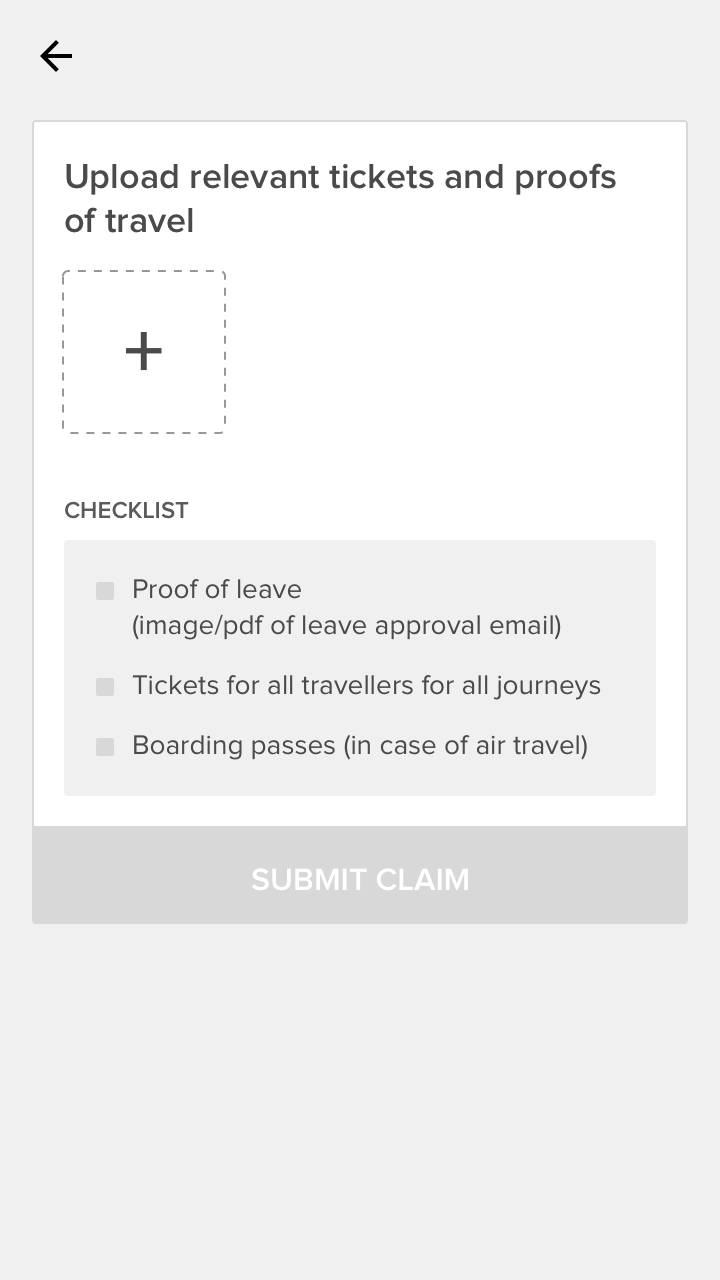 Upload relevant tickets and proofs
of travel
CHECKLIST
Proof of leave
(image/pdf of leave approval email)
Tickets for all travellers for all journeys
Boarding passes (in case of air travel)
SUBMIT CLAIM